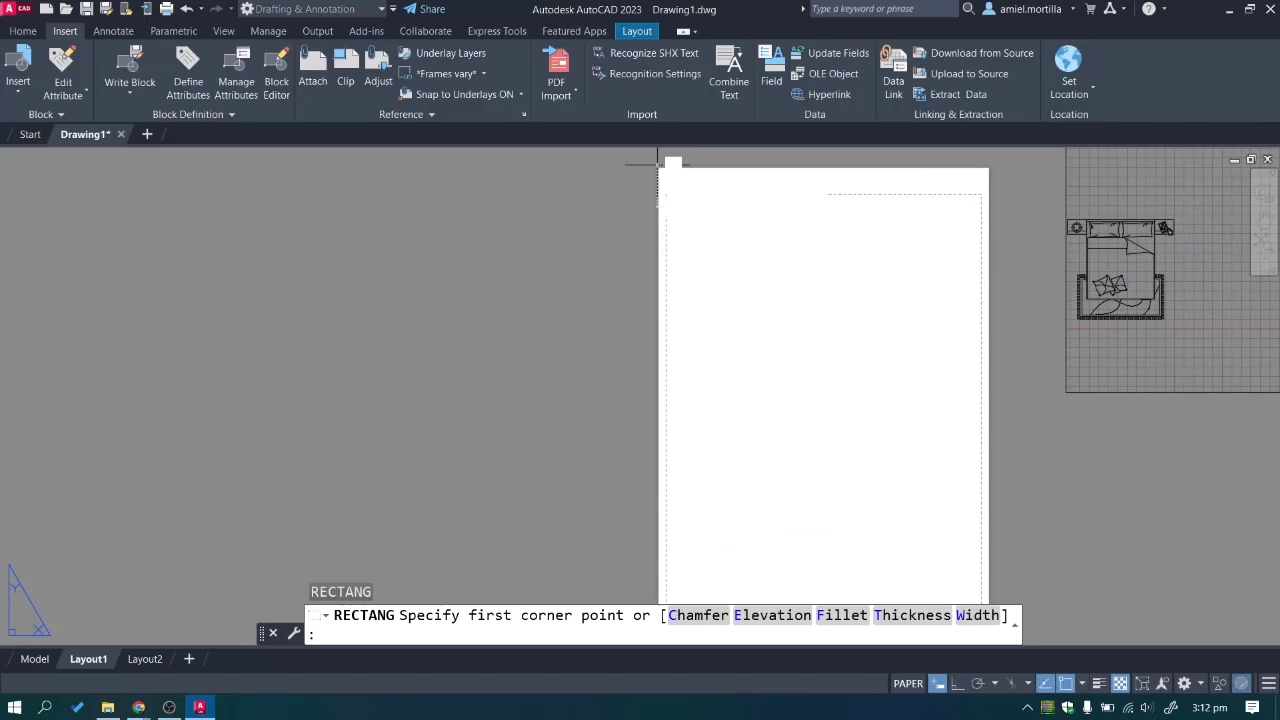 CAD
Drafting & Annotation
Share
Autodesk AutoCAD 2023 Drawing1.dwg
Type a keyword or phrase
amiel.mortilla
Home Insert Annotate Parametric View Manage Output Add-ins Collaborate Express Tools Featured Apps Layout
Insert
Edit Attribute
Write Block
Define Attributes
Manage Attributes
Block Editor
Attach
Clip
Adjust
Underlay Layers
*Frames vary*
Snap to Underlays ON
PDF Import
Recognize SHX Text
Recognition Settings
Combine Text
Field
Update Fields
OLE Object
Hyperlink
Data Link
Download from Source
Upload to Source
Extract Data
Set Location
Block
Block Definition
Reference
Import
Data
Linking & Extraction
Location
Start Drawing1*
Y
X
RECTANG
RECTANG Specify first corner point or [Chamfer Elevation Fillet Thickness Width]
:
Model Layout1 Layout2
PAPER
3:12 pm